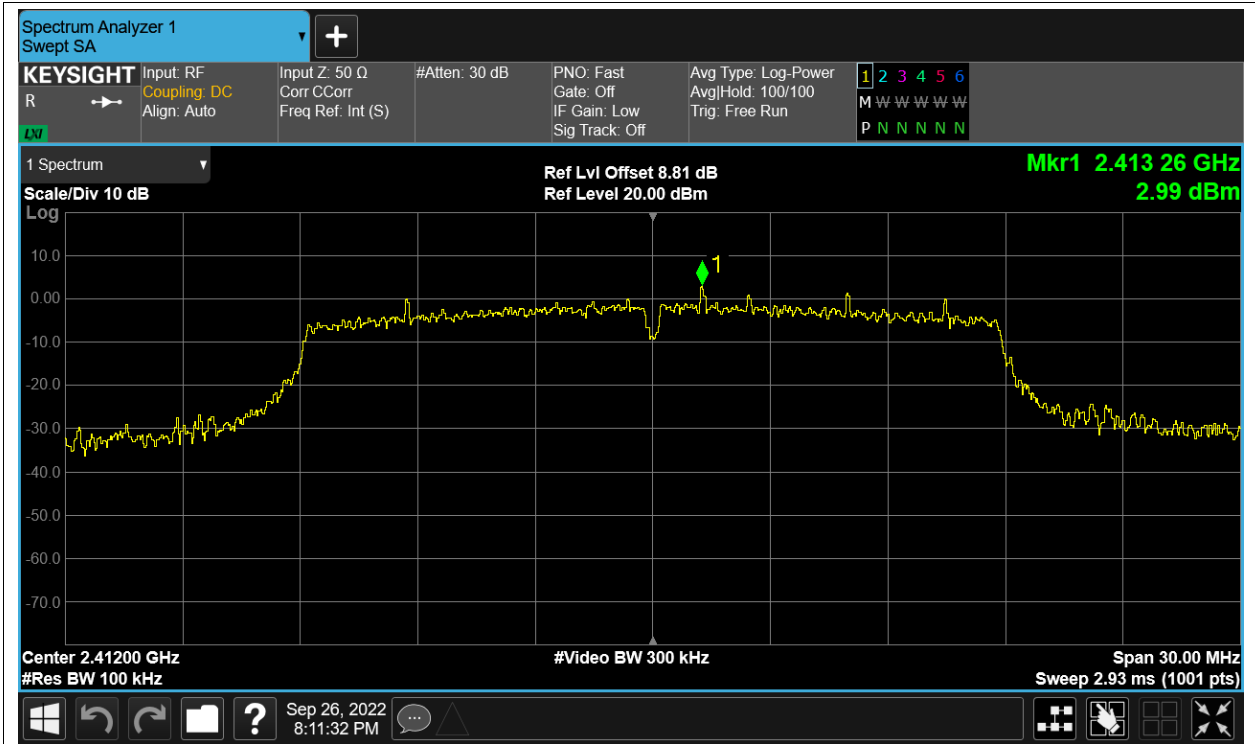 Spectrum Analyzer 1
Swept SA
KEYSIGHT
R
LXI
Input: RF
Coupling: DC
Align: Auto
Input Z: 50 Ω
Corr CCorr
Freq Ref: Int (S)
#Atten: 30 dB
PNO: Fast
Gate: Off
IF Gain: Low
Sig Track: Off
Avg Type: Log-Power
Avg|Hold: 100/100
Trig: Free Run
1 2 3 4 5 6
M W W W W W
P N N N N N
1 Spectrum
Scale/Div 10 dB
Log
Ref Lvl Offset 8.81 dB
Ref Level 20.00 dBm
Mkr1 2.413 26 GHz
2.99 dBm
1
10.0
0.00
-10.0
-20.0
-30.0
-40.0
-50.0
-60.0
-70.0
Center 2.41200 GHz
#Res BW 100 kHz
#Video BW 300 kHz
Span 30.00 MHz
Sweep 2.93 ms (1001 pts)
?
Sep 26, 2022
8:11:32 PM